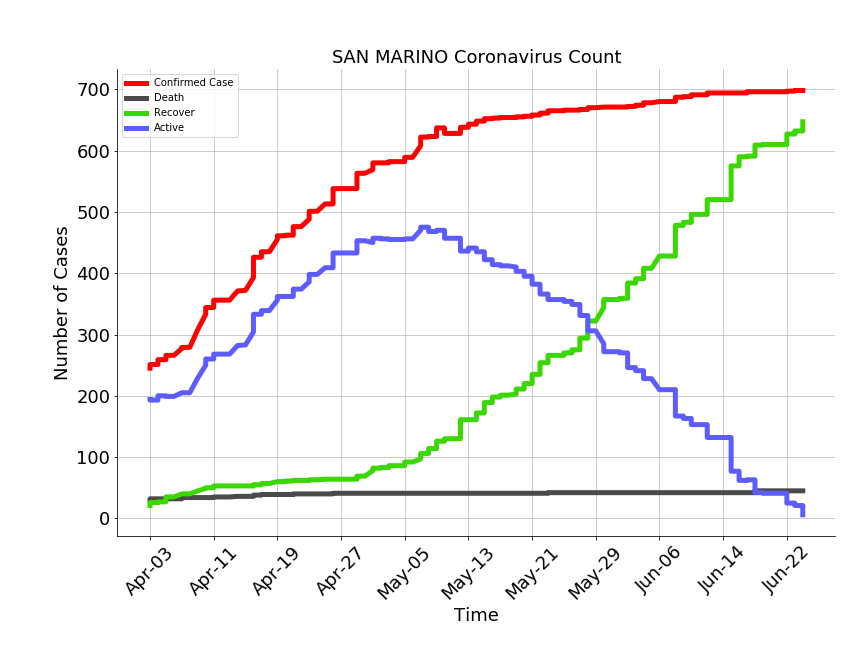 SAN MARINO Coronavirus Count
Confirmed Case
Death
Recover
Active
Number of Cases
700
600
500
400
300
200
100
0
Apr-03
Apr-11
Apr-19
Apr-27
May-05
May-13
May-21
May-29
Jun-06
Jun-14
Jun-22
Time